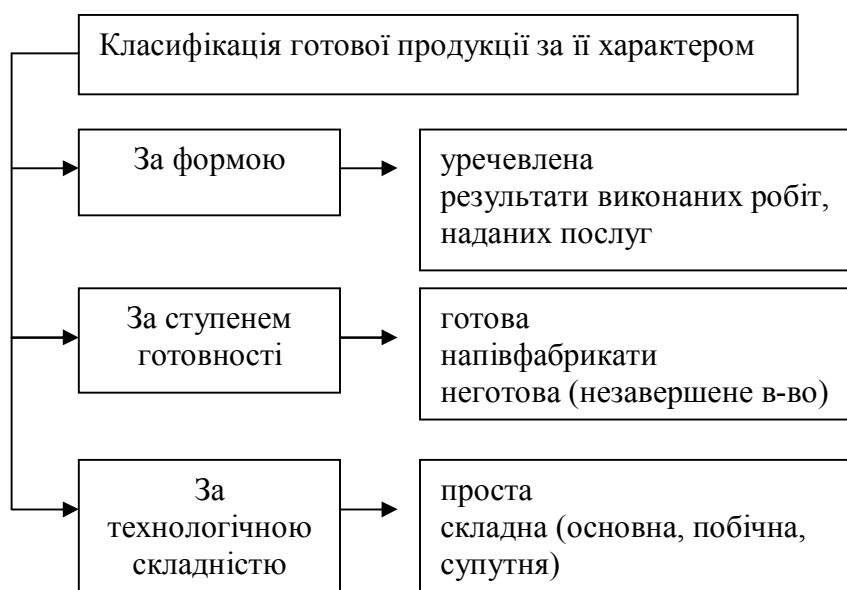 Класифікація готової продукції за її характером
За формою
уречевлена
результати виконаних робіт,
наданих послуг
За ступенем
готовності
готова
напівфабрикати
неготова (незавершене в-во)
За
технологічною
складністю
проста
складна (основна, побічна,
супутня)